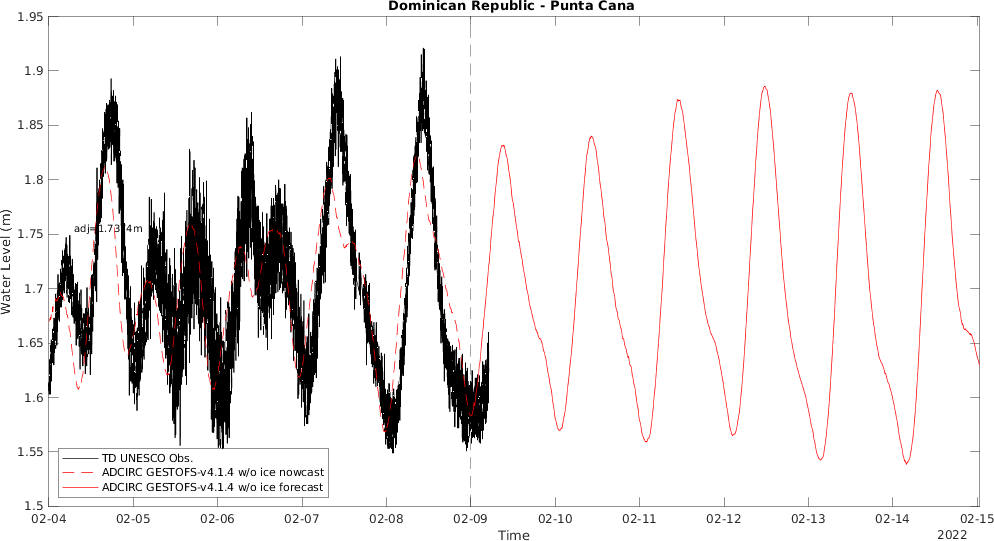 Dominican Republic - Punta Cana
1.95
1.9
1.85
1.8
1.75
1.7
1.65
1.6
1.55
1.5
Water Level (m)
adj=1.7374m
TD UNESCO Obs.
ADCIRC GESTOFS-v4.1.4 w/o ice nowcast
ADCIRC GESTOFS-v4.1.4 w/o ice forecast
02-04 02-05 02-06 02-07 02-08 02-09 02-10 02-11 02-12 02-13 02-14 02-15
Time
2022